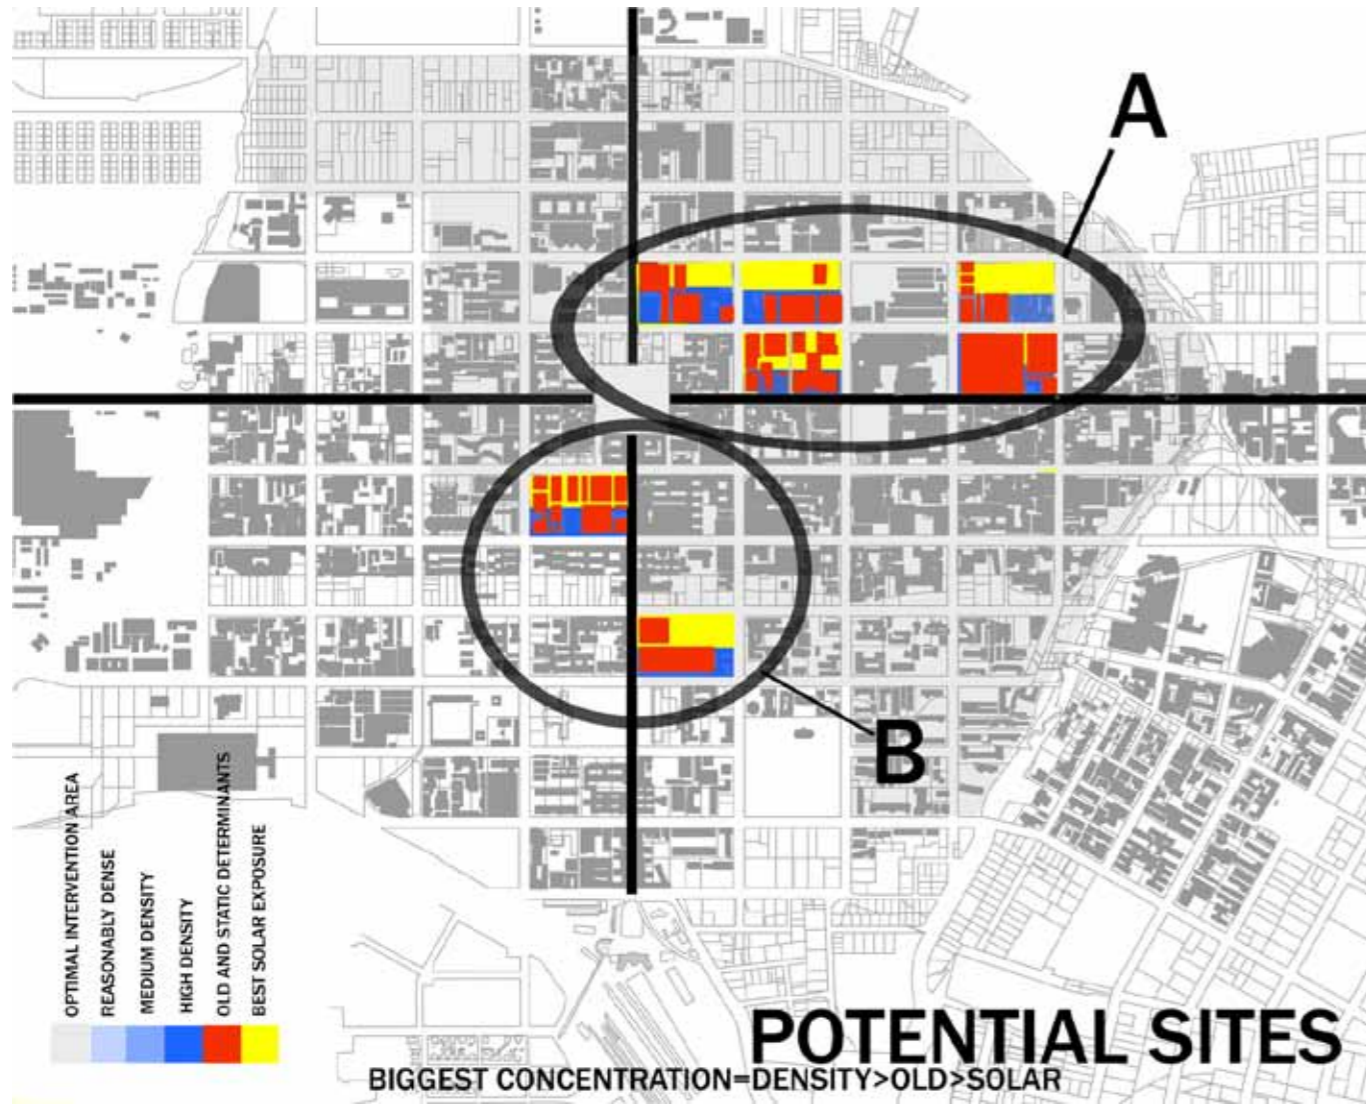 A
B
OPTIMAL INTERVENTION AREA
REASONABLY DENSE
MEDIUM DENSITY
HIGH DENSITY
OLD AND STATIC DETERMINANTS
BEST SOLAR EXPOSURE
POTENTIAL SITES
BIGGEST CONCENTRATION=DENSITY>OLD>SOLAR